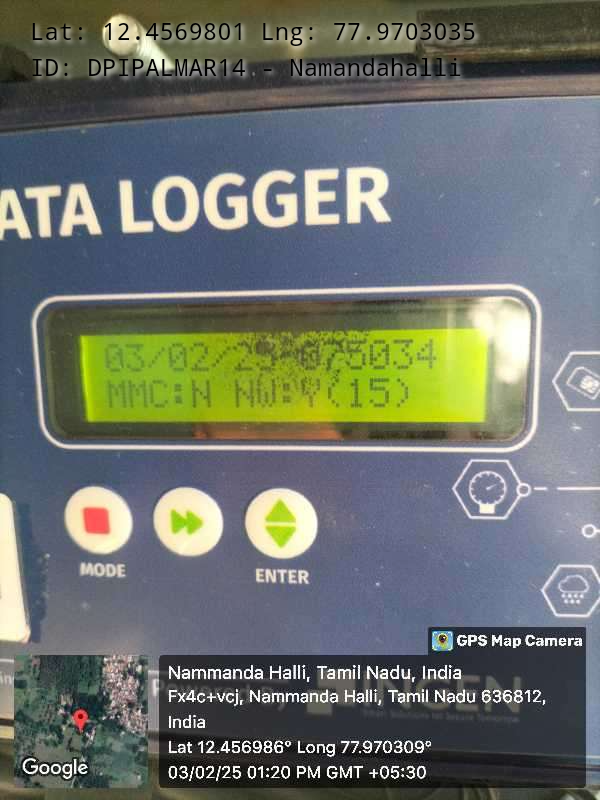 Lat: 12.4569801 Lng: 77.9703035
ID: DPIPALMAR14 - Namandahalli
ATA LOGGER
03/02/25 075034
MMC:N NW:Y(15)
MODE
ENTER
GPS Map Camera
Nammanda Halli, Tamil Nadu, India
Fx4c+vcj, Nammanda Halli, Tamil Nadu 636812,
India
Lat 12.456986° Long 77.970309°
03/02/25 01:20 PM GMT +05:30
Google